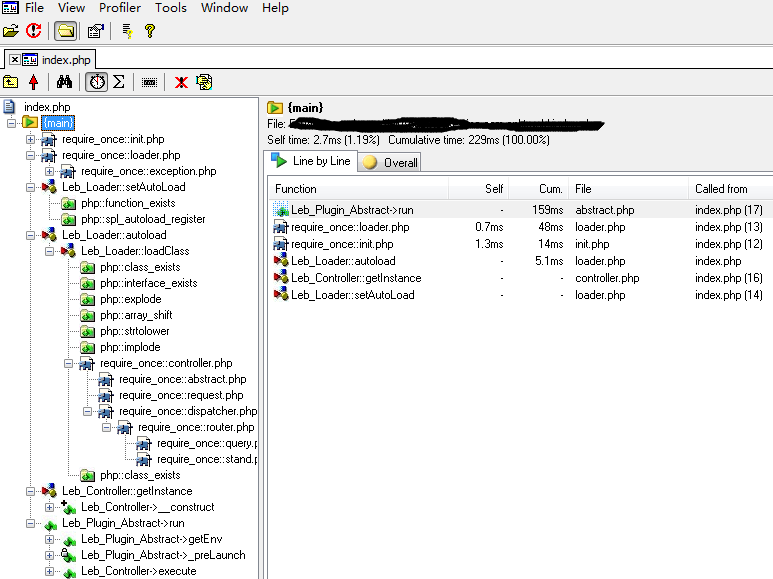 File View Profiler Tools Window Help
index.php
index.php
{main}
require_once::init.php
require_once::loader.php
require_once::exception.php
Leb_Loader::setAutoLoad
php::function_exists
php::spl_autoload_register
Leb_Loader::autoload
Leb_Loader::loadClass
php::class_exists
php::interface_exists
php::explode
php::array_shift
php::strtolower
php::implode
require_once::controller.php
require_once::abstract.php
require_once::request.php
require_once::dispatcher.php
require_once::router.php
require_once::query.p
require_once::stand.p
php::class_exists
Leb_Controller::getInstance
Leb_Controller->__construct
Leb_Plugin_Abstract->run
Leb_Plugin_Abstract->getEnv
Leb_Plugin_Abstract->_preLaunch
Leb_Controller->execute
{main}
File:
Self time: 2.7ms (1.19%) Cumulative time: 229ms (100.00%)
Line by Line Overall
Function Self Cum. File Called from
Leb_Plugin_Abstract->run - 159ms abstract.php index.php (17)
require_once::loader.php 0.7ms 48ms loader.php index.php (13)
require_once::init.php 1.3ms 14ms init.php index.php (12)
Leb_Loader::autoload - 5.1ms loader.php index.php
Leb_Controller::getInstance - - controller.php index.php (16)
Leb_Loader::setAutoLoad - - loader.php index.php (14)